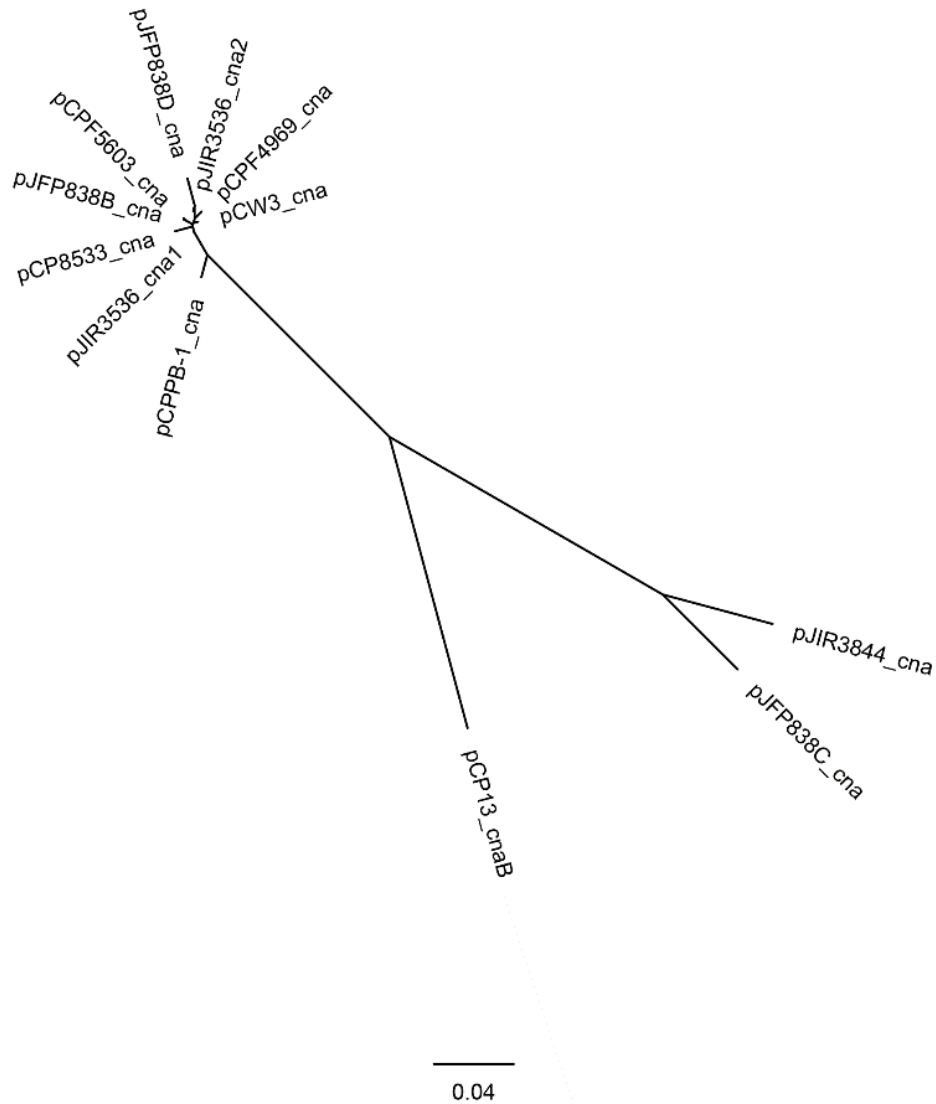 pJFP838D_cna
pJIR3536_cna2
pCPF4969_cna
pCPF5603_cna
pJFP838B_cna
pCW3_cna
pCP8533_cna
pJIR3536_cna1
pCPPB-1_cna
pJIR3844_cna
pJFP838C_cna
pCP13_cnaB
0.04